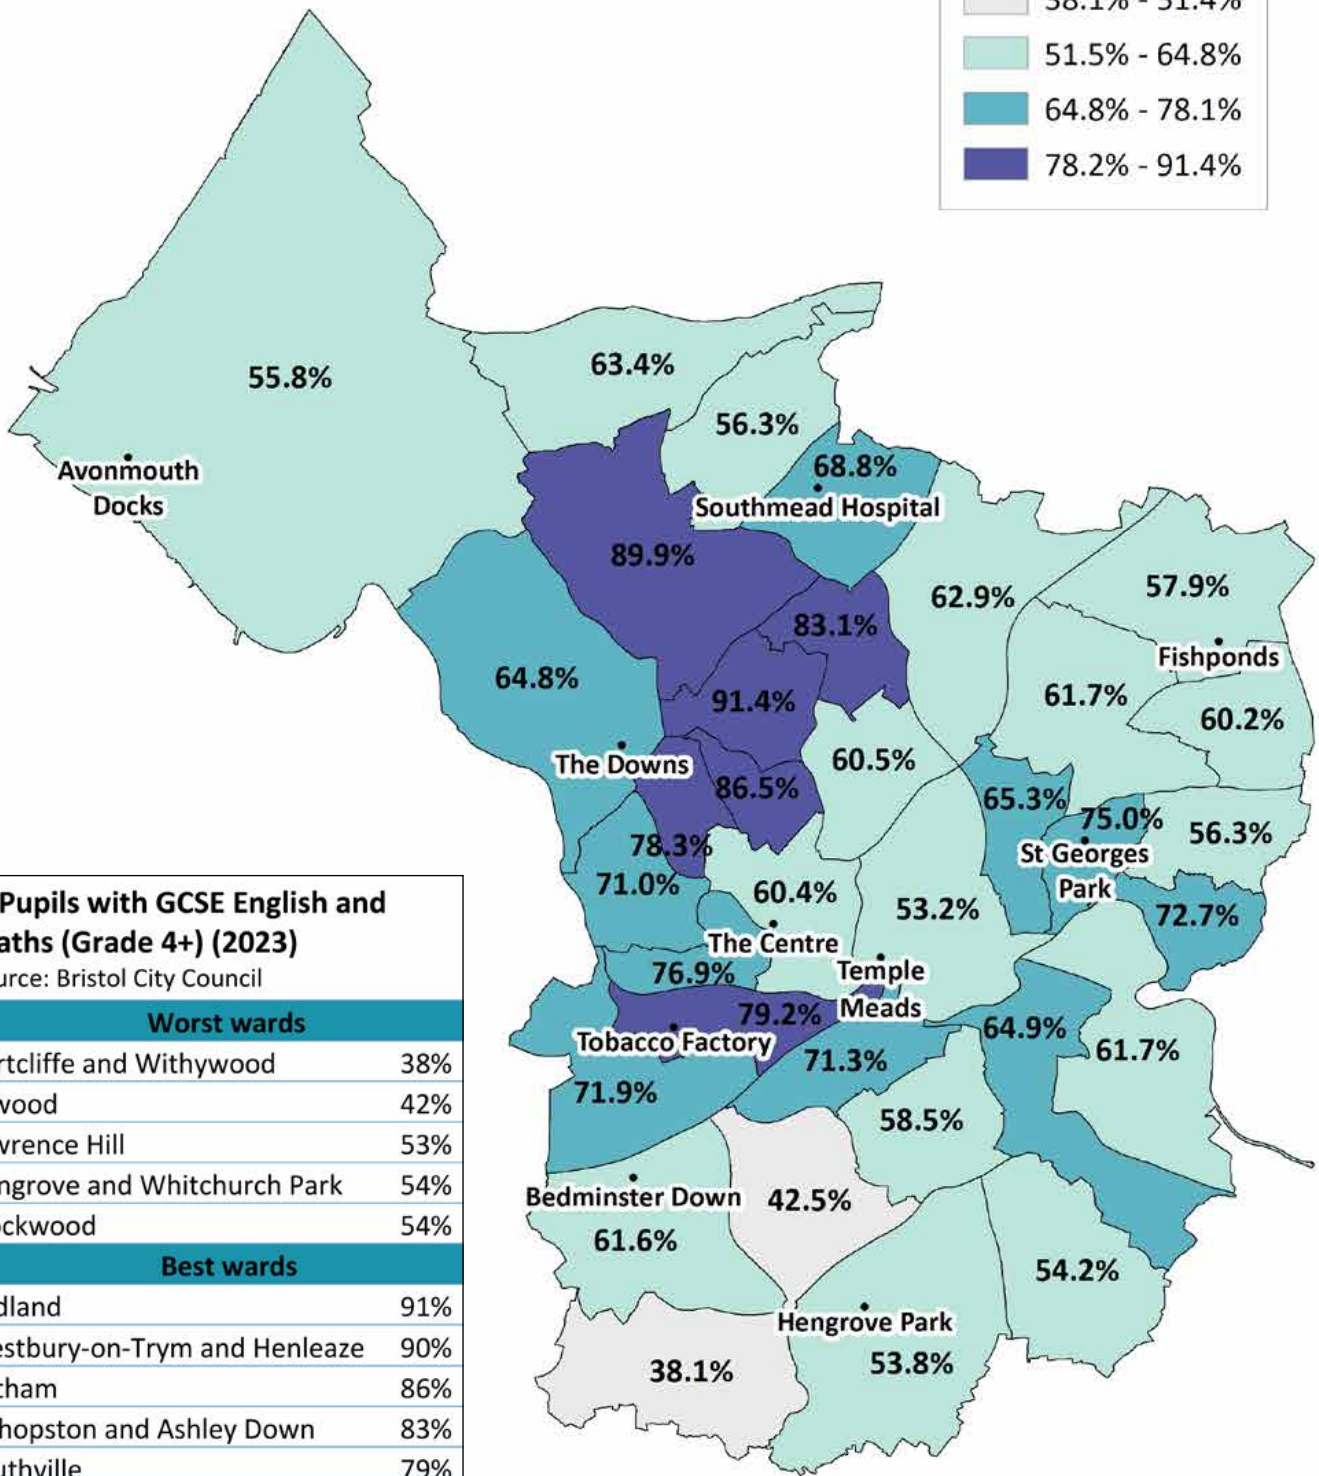 38.1% - 51.4%
51.5% - 64.8%
64.8% - 78.1%
78.2% - 91.4%
55.8%
63.4%
56.3%
68.8%
Avonmouth
Docks
Southmead Hospital
89.9%
62.9%
57.9%
83.1%
Fishponds
64.8%
91.4%
61.7%
60.2%
The Downs
60.5%
86.5%
65.3%
75.0%
56.3%
78.3%
St Georges
Park
71.0%
60.4%
53.2%
72.7%
The Centre
76.9%
Temple
Meads
79.2%
64.9%
Tobacco Factory
71.3%
61.7%
71.9%
58.5%
Bedminster Down
42.5%
61.6%
54.2%
Hengrove Park
38.1%
53.8%
Pupils with GCSE English and
aths (Grade 4+) (2023)
urce: Bristol City Council
Worst wards
rtcliffe and Withywood 38%
wood 42%
wrence Hill 53%
ngrove and Whitchurch Park 54%
ockwood 54%
Best wards
dland 91%
estbury-on-Trym and Henleaze 90%
tham 86%
hopston and Ashley Down 83%
uthville 79%